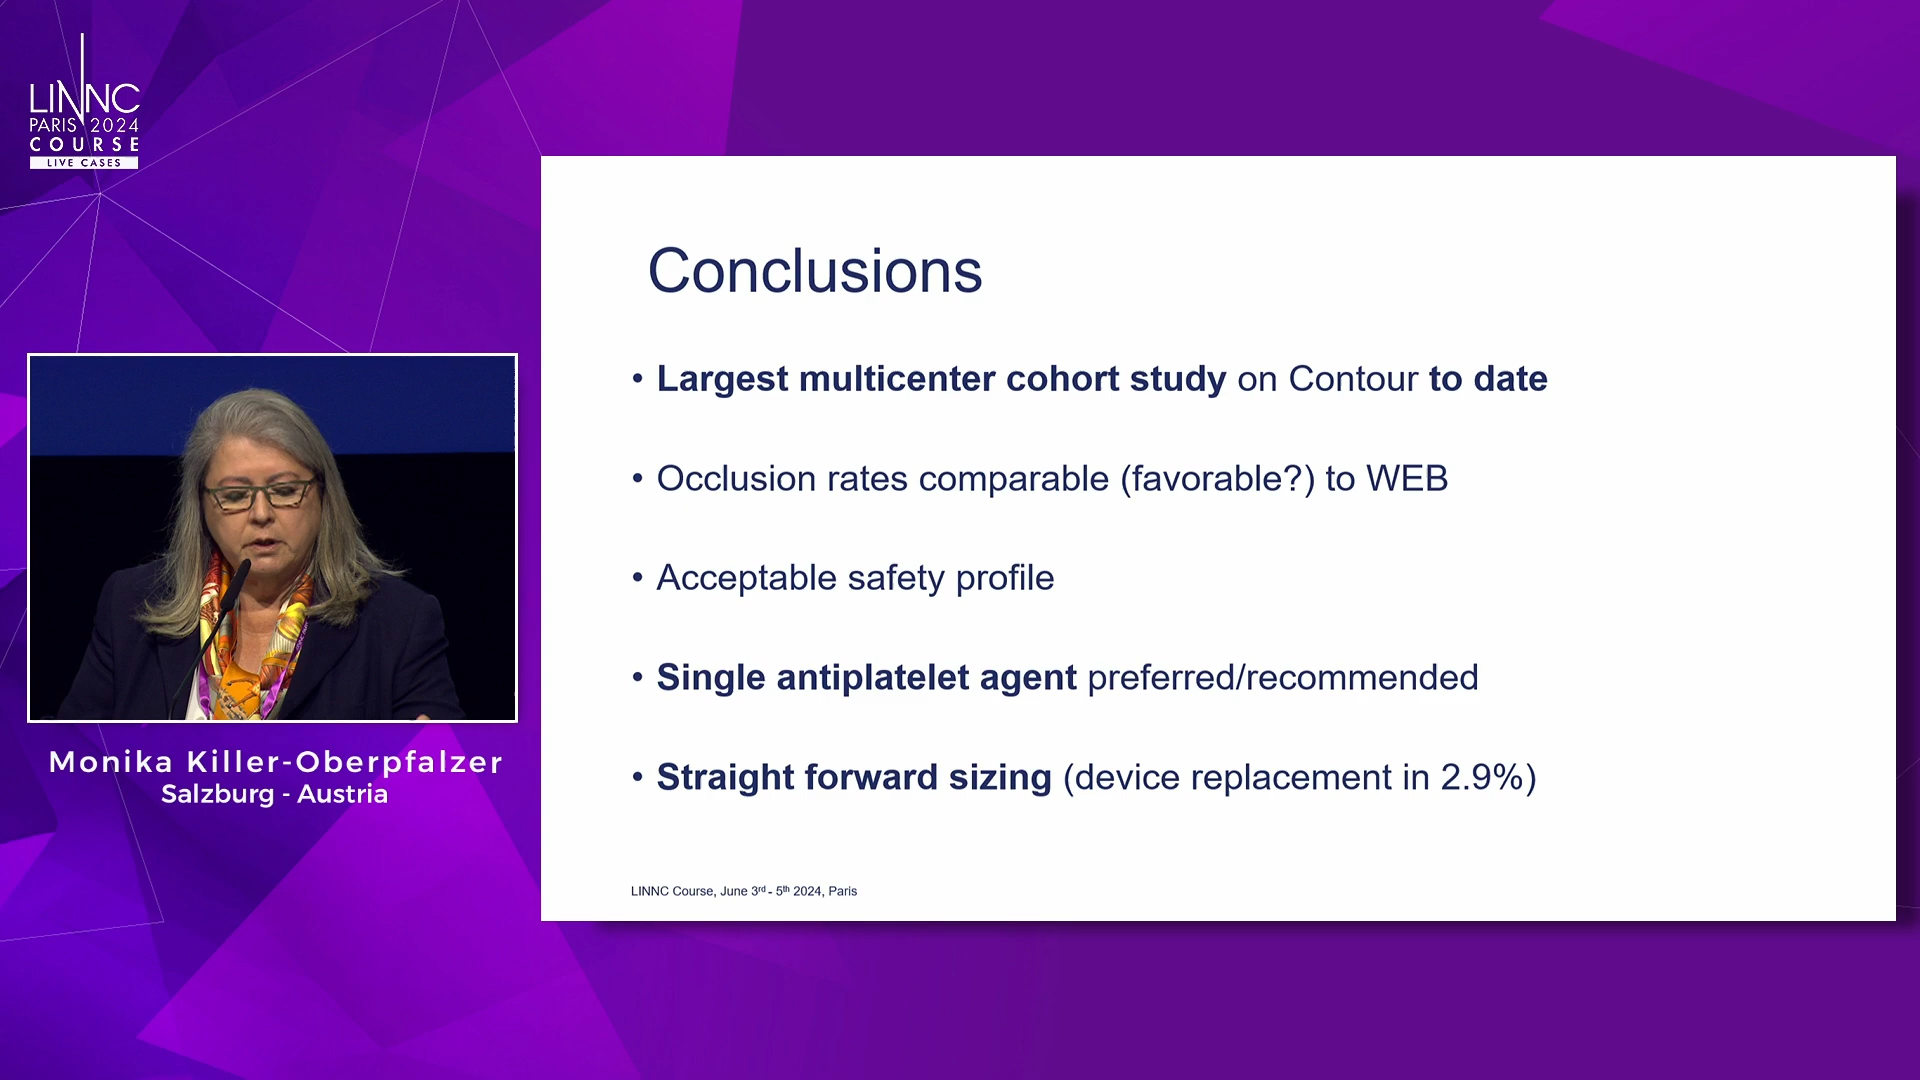 LINNC
PARIS 2024
COURSE
LIVE CASES
Conclusions
• Largest multicenter cohort study on Contour to date
• Occlusion rates comparable (favorable?) to WEB
• Acceptable safety profile
• Single antiplatelet agent preferred/recommended
• Straight forward sizing (device replacement in 2.9%)
LINNC Course, June 3rd - 5th 2024, Paris
Monika Killer-Oberpfalzer
Salzburg - Austria